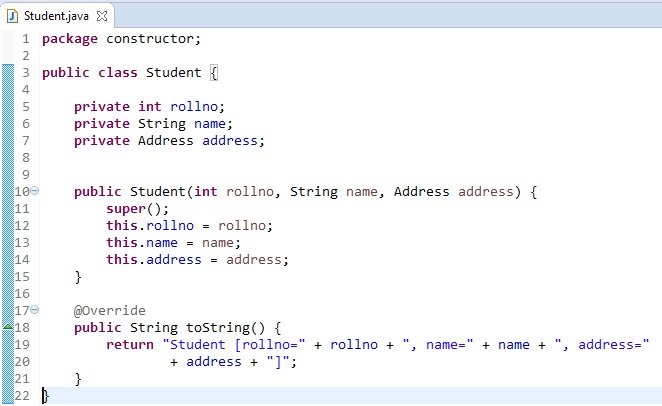 Student.java
1 package constructor;
2
3 public class Student {
4
5     private int rollno;
6     private String name;
7     private Address address;
8
9
10     public Student(int rollno, String name, Address address) {
11         super();
12         this.rollno = rollno;
13         this.name = name;
14         this.address = address;
15     }
16
17     @Override
18     public String toString() {
19         return "Student [rollno=" + rollno + ", name=" + name + ", address="
20                 + address + "]";
21     }
22 }